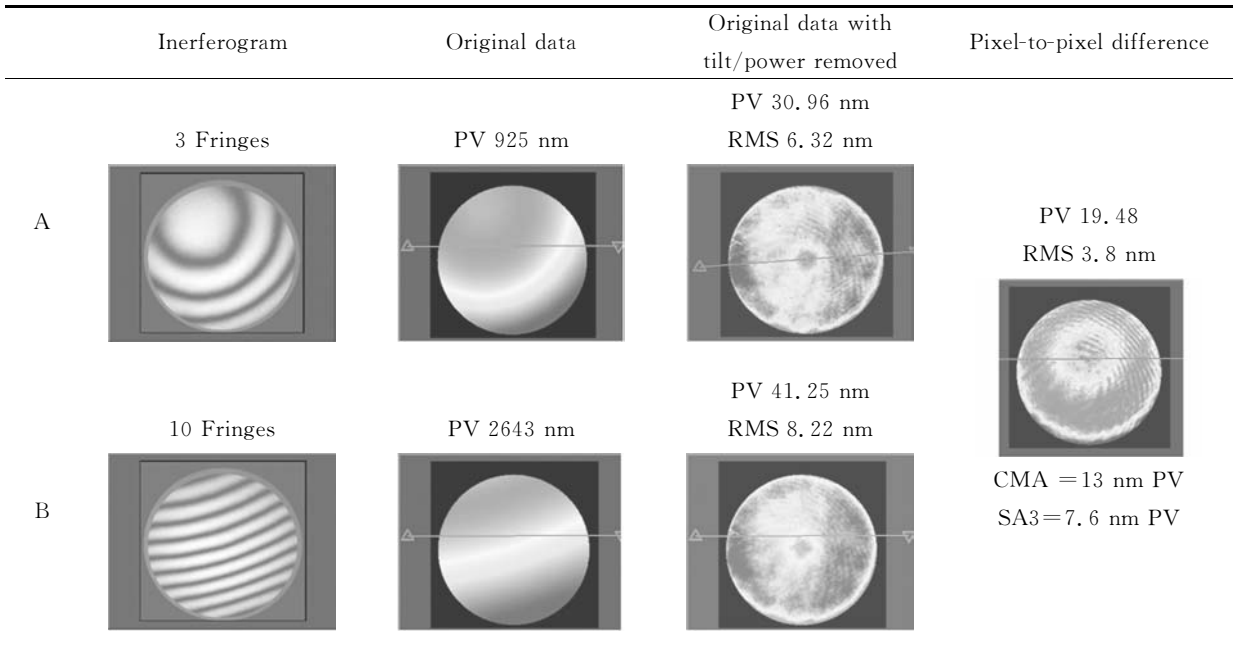 Inerferogram
Original data
Original data with
tilt/power removed
Pixel-to-pixel difference
A
3 Fringes
PV 925 nm
PV 30.96 nm
RMS 6.32 nm
PV 19.48
RMS 3.8 nm
CMA =13 nm PV
SA3=7.6 nm PV
B
10 Fringes
PV 2643 nm
PV 41.25 nm
RMS 8.22 nm